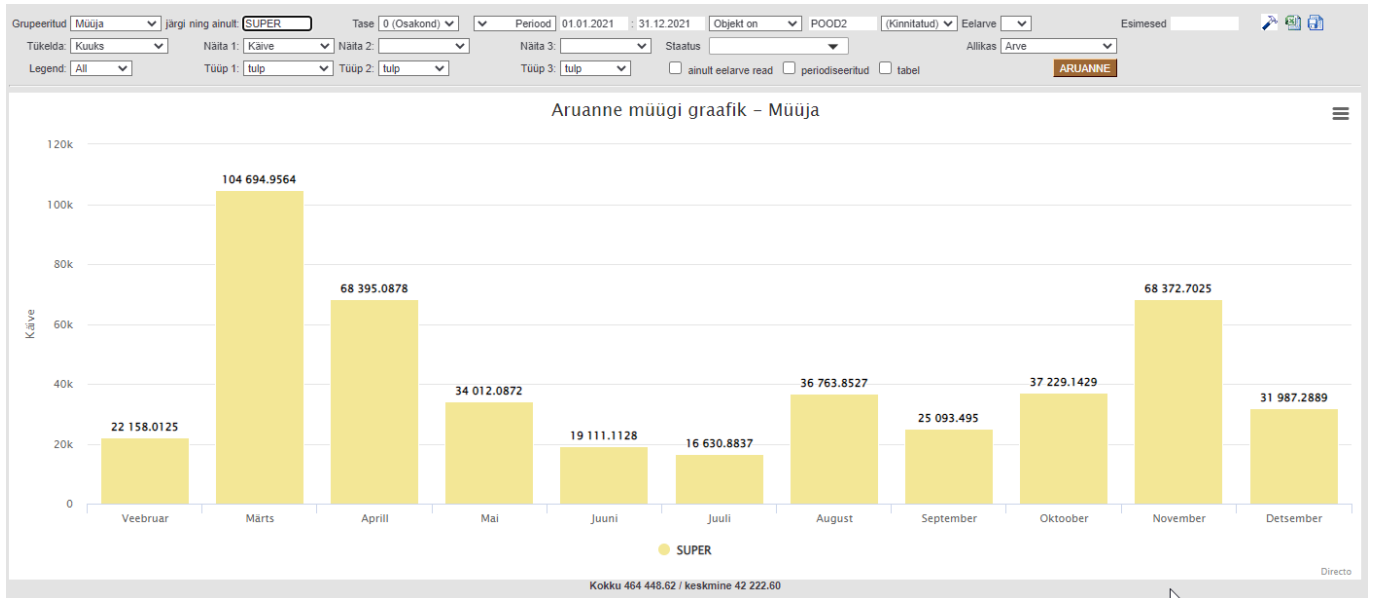 Grupeeritud Müüja järgi ning ainult: SUPER Tase 0 (Osakond) Periood 01.01.2021 : 31.12.2021 Objekt on POOD2 (Kinnitatud) Eelarve Esimesed
Tükelda: Kuuks Näita 1: Käive Näita 2: Näita 3: Staatus Allikas Arve
Legend: All Tüüp 1: tulp Tüüp 2: tulp Tüüp 3: tulp ainult eelarve read periodiseeritud tabel ARUANNE
Aruanne müügi graafik – Müüja
120k
104 694.9564
100k
80k
68 395.0878
68 372.7025
Käive
60k
40k
34 012.0872
36 763.8527
37 229.1429
31 987.2889
22 158.0125
19 111.1128
16 630.8837
25 093.495
20k
0
Veebruar Märts Aprill Mai Juuni Juuli August September Oktoober November Detsember
SUPER
Directo
Kokku 464 448.62 / keskmine 42 222.60